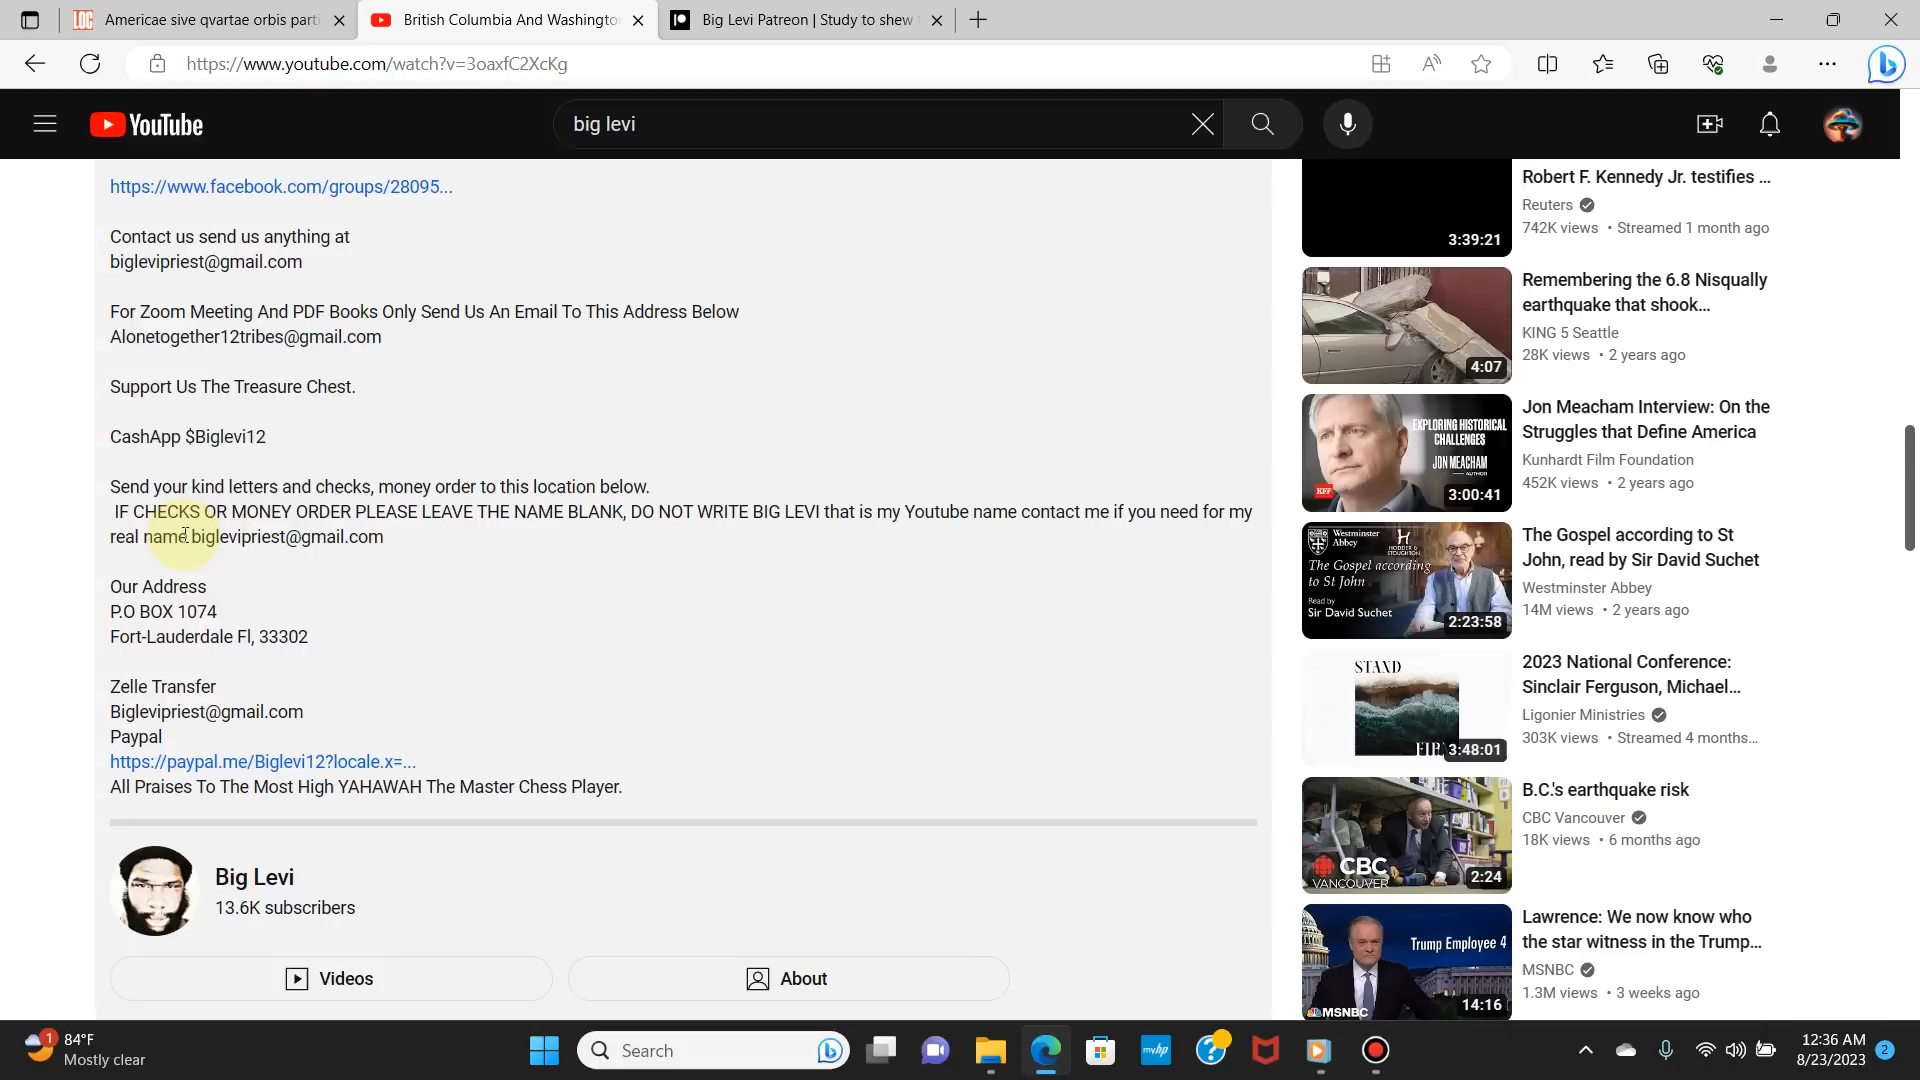 Americae sive qvartae orbis parti
British Columbia And Washingto
Big Levi Patreon | Study to shew
https://www.youtube.com/watch?v=3oaxfC2XcKg
YouTube
big levi
https://www.facebook.com/groups/28095...
Contact us send us anything at
biglevipriest@gmail.com
For Zoom Meeting And PDF Books Only Send Us An Email To This Address Below
Alonetogether12tribes@gmail.com
Support Us The Treasure Chest.
CashApp $Biglevi12
Send your kind letters and checks, money order to this location below.
IF CHECKS OR MONEY ORDER PLEASE LEAVE THE NAME BLANK, DO NOT WRITE BIG LEVI that is my Youtube name contact me if you need for my
real name biglevipriest@gmail.com
Our Address
P.O BOX 1074
Fort-Lauderdale Fl, 33302
Zelle Transfer
Biglevipriest@gmail.com
Paypal
https://paypal.me/Biglevi12?locale.x=...
All Praises To The Most High YAHAWAH The Master Chess Player.
Big Levi
13.6K subscribers
Videos
About
3:39:21
Robert F. Kennedy Jr. testifies ...
Reuters
742K views • Streamed 1 month ago
4:07
Remembering the 6.8 Nisqually
earthquake that shook...
KING 5 Seattle
28K views • 2 years ago
EXPLORING HISTORICAL
CHALLENGES
JON MEACHAM
AUTHOR
KFF
3:00:41
Jon Meacham Interview: On the
Struggles that Define America
Kunhardt Film Foundation
452K views • 2 years ago
Westminster
Abbey
HODDER &
STOUGHTON
The Gospel according
to St John
Read by
Sir David Suchet
2:23:58
The Gospel according to St
John, read by Sir David Suchet
Westminster Abbey
14M views • 2 years ago
STAND
FIR
3:48:01
2023 National Conference:
Sinclair Ferguson, Michael...
Ligonier Ministries
303K views • Streamed 4 months...
CBC
VANCOUVER
2:24
B.C.'s earthquake risk
CBC Vancouver
18K views • 6 months ago
Trump Employee 4
MSNBC
14:16
Lawrence: We now know who
the star witness in the Trump...
MSNBC
1.3M views • 3 weeks ago
1
84°F
Mostly clear
Search
myhp
12:36 AM
8/23/2023
2